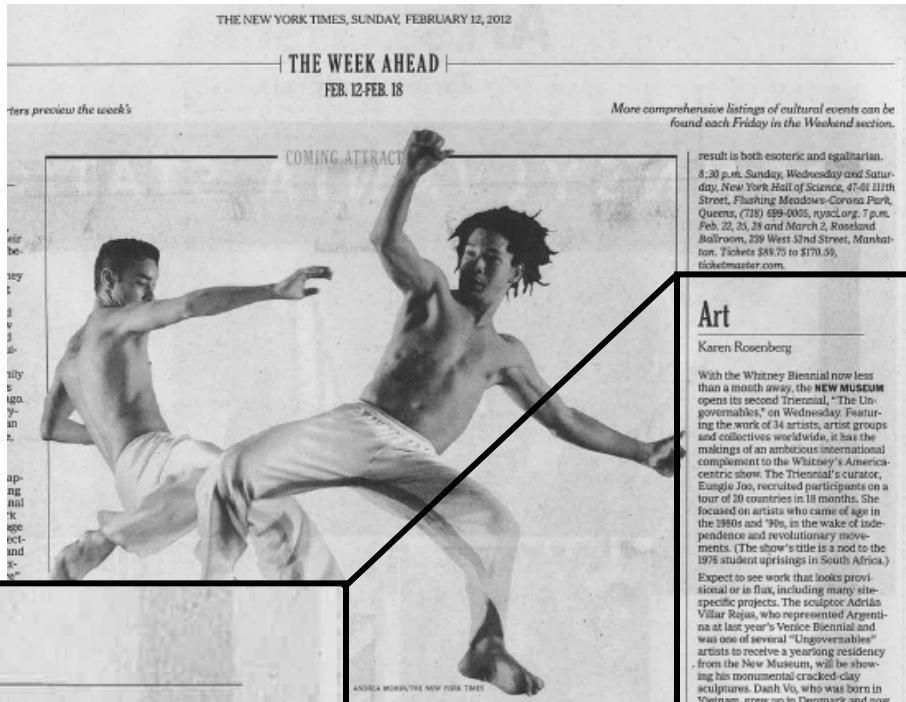 THE NEW YORK TIMES, SUNDAY, FEBRUARY 12, 2012
THE WEEK AHEAD
FEB. 12-FEB. 18
rters preview the week's
More comprehensive listings of cultural events can be
found each Friday in the Weekend section.
COMING ATTRACT
result is both esoteric and egalitarian.
8:30 p.m. Sunday, Wednesday and Satur-
day, New York Hall of Science, 47-01 111th
Street, Flushing Meadows-Corona Park,
Queens, (718) 699-0005, nysci.org. 7 p.m.
Feb. 22, 25, 28 and March 2, Roseland
Ballroom, 239 West 52nd Street, Manhat-
tan. Tickets $89.75 to $170.50,
ticketmaster.com.
Art
Karen Rosenberg
With the Whitney Biennial now less
than a month away, the NEW MUSEUM
opens its second Triennial, "The Un-
governables," on Wednesday. Featur-
ing the work of 34 artists, artist groups
and collectives worldwide, it has the
makings of an ambitious international
complement to the Whitney's America-
centric show. The Triennial's curator,
Eungie Joo, recruited participants on a
tour of 20 countries in 18 months. She
focused on artists who came of age in
the 1980s and '90s, in the wake of inde-
pendence and revolutionary move-
ments. (The show's title is a nod to the
1976 student uprisings in South Africa.)
Expect to see work that looks provi-
sional or in flux, including many site-
specific projects. The sculptor Adrián
Villar Rojas, who represented Argenti-
na at last year's Venice Biennial and
was one of several "Ungovernables"
artists to receive a yearlong residency
from the New Museum, will be show-
ing his monumental cracked-clay
sculptures. Danh Vo, who was born in
Vietnam, grew up in Denmark and now
ANDREA MOHIN/THE NEW YORK TIMES